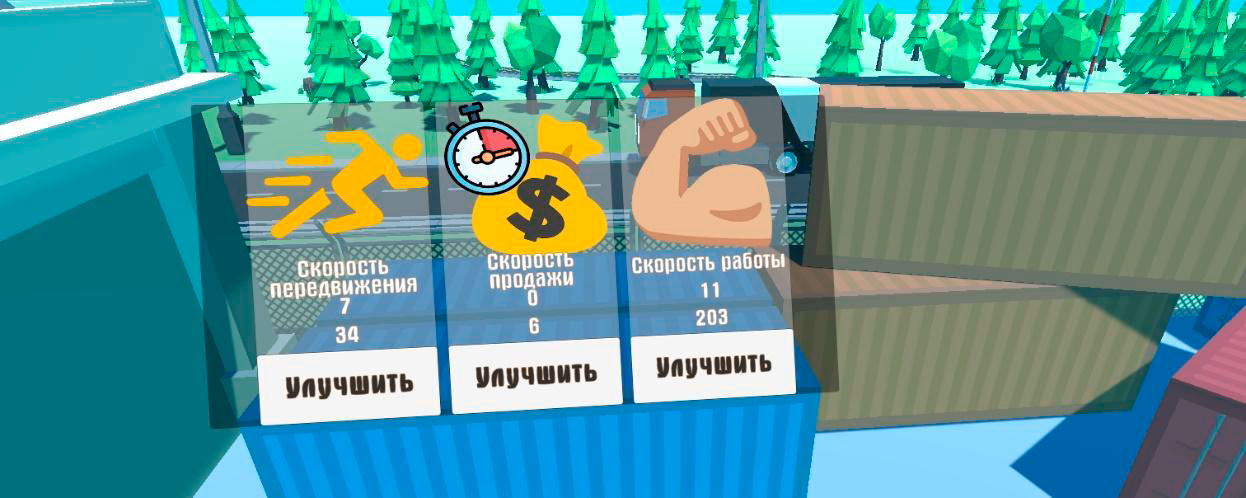 $
Скорость
передвижения
7
34
Улучшить
Скорость
продажи
0
6
Улучшить
Скорость работы
11
203
Улучшить